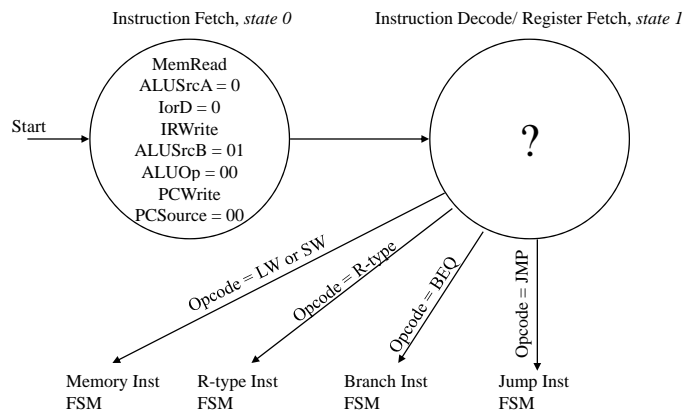 Instruction Fetch, state 0
Instruction Decode/ Register Fetch, state 1
Start
MemRead
ALUSrcA = 0
IorD = 0
IRWrite
ALUSrcB = 01
ALUOp = 00
PCWrite
PCSource = 00
?
Opcode = LW or SW
Opcode = R-type
Opcode = BEQ
Opcode = JMP
Memory Inst
FSM
R-type Inst
FSM
Branch Inst
FSM
Jump Inst
FSM